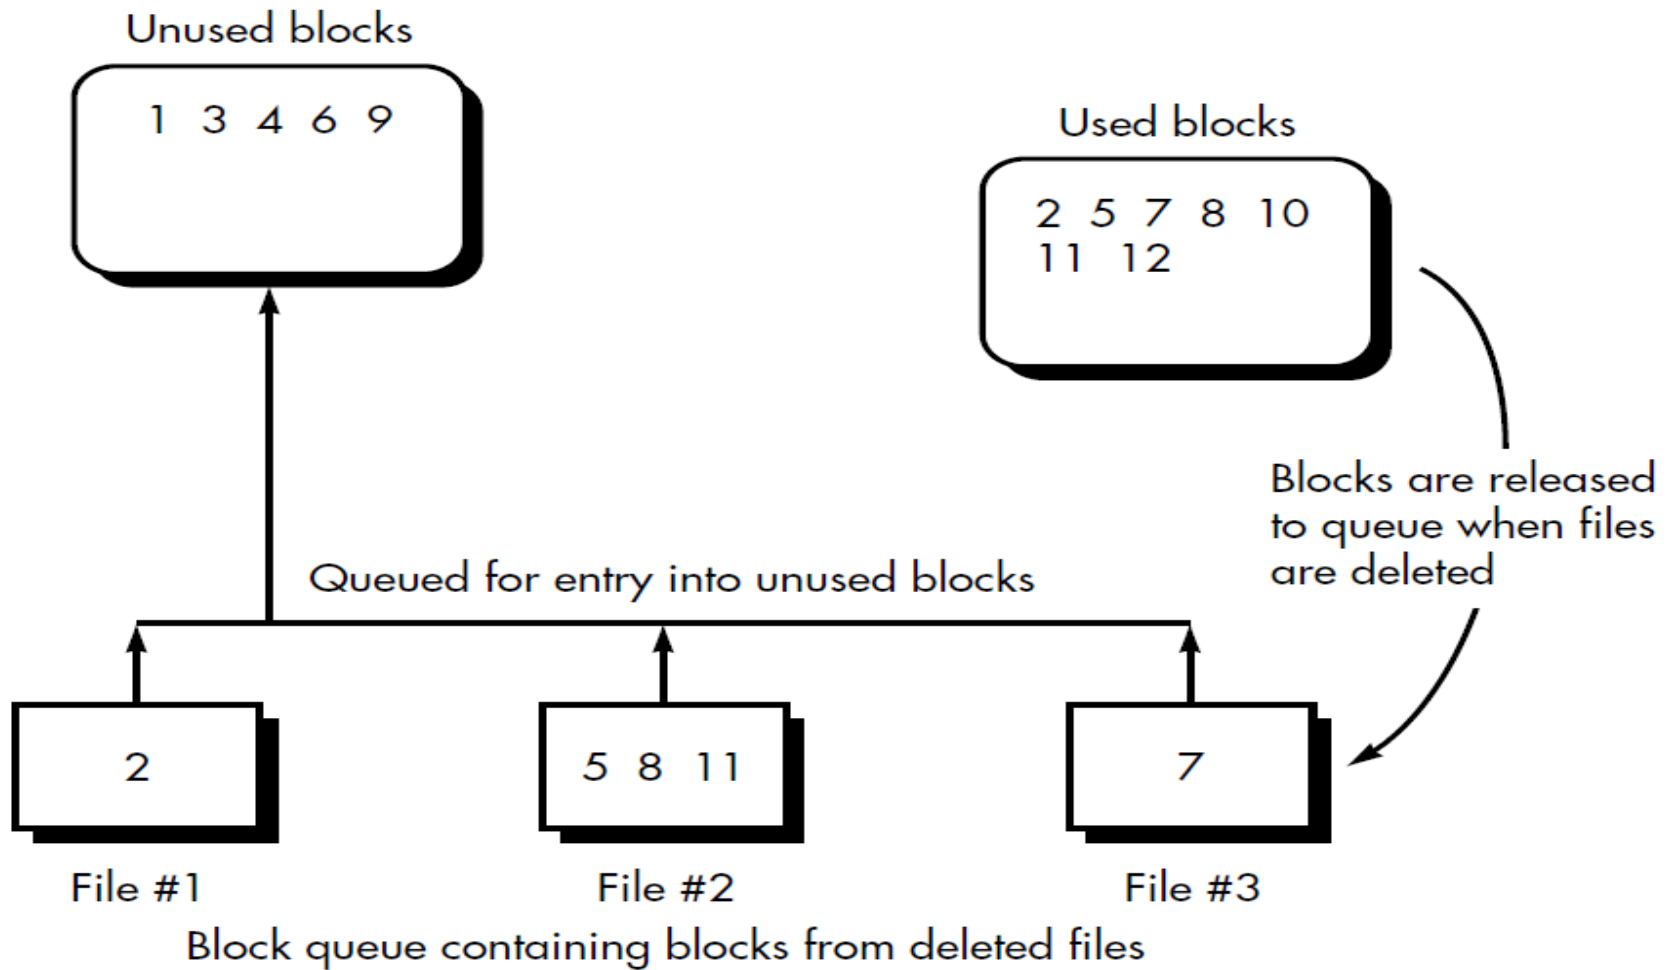 Unused blocks
1 3 4 6 9
Used blocks
2 5 7 8 10
11 12
Blocks are released
to queue when files
are deleted
Queued for entry into unused blocks
2
5 8 11
7
File #1
File #2
File #3
Block queue containing blocks from deleted files